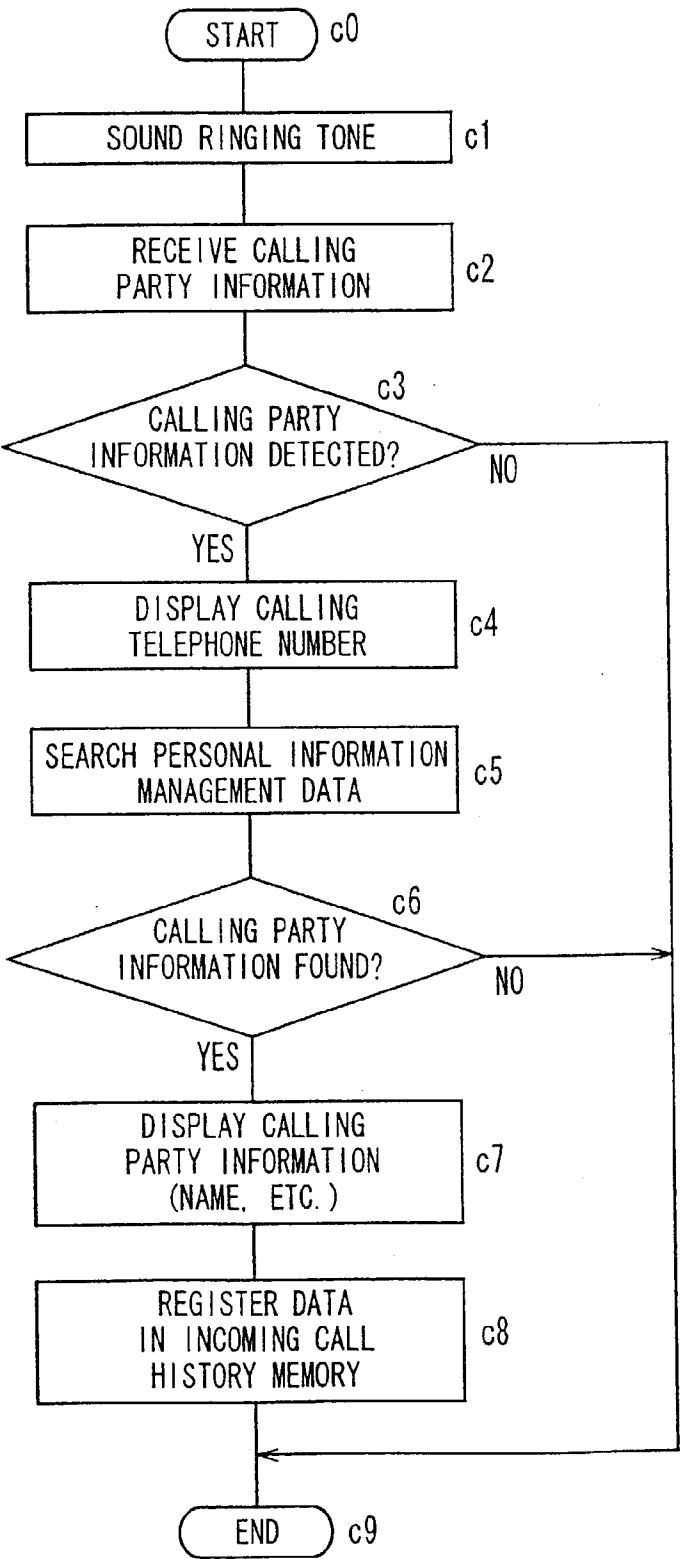 START
c0
SOUND RINGING TONE
c1
RECEIVE CALLING
PARTY INFORMATION
c2
c3
CALLING PARTY
INFORMATION DETECTED?
NO
YES
DISPLAY CALLING
TELEPHONE NUMBER
c4
SEARCH PERSONAL INFORMATION
MANAGEMENT DATA
c5
c6
CALLING PARTY
INFORMATION FOUND?
NO
YES
DISPLAY CALLING
PARTY INFORMATION
(NAME, ETC.)
c7
REGISTER DATA
IN INCOMING CALL
HISTORY MEMORY
c8
END
c9